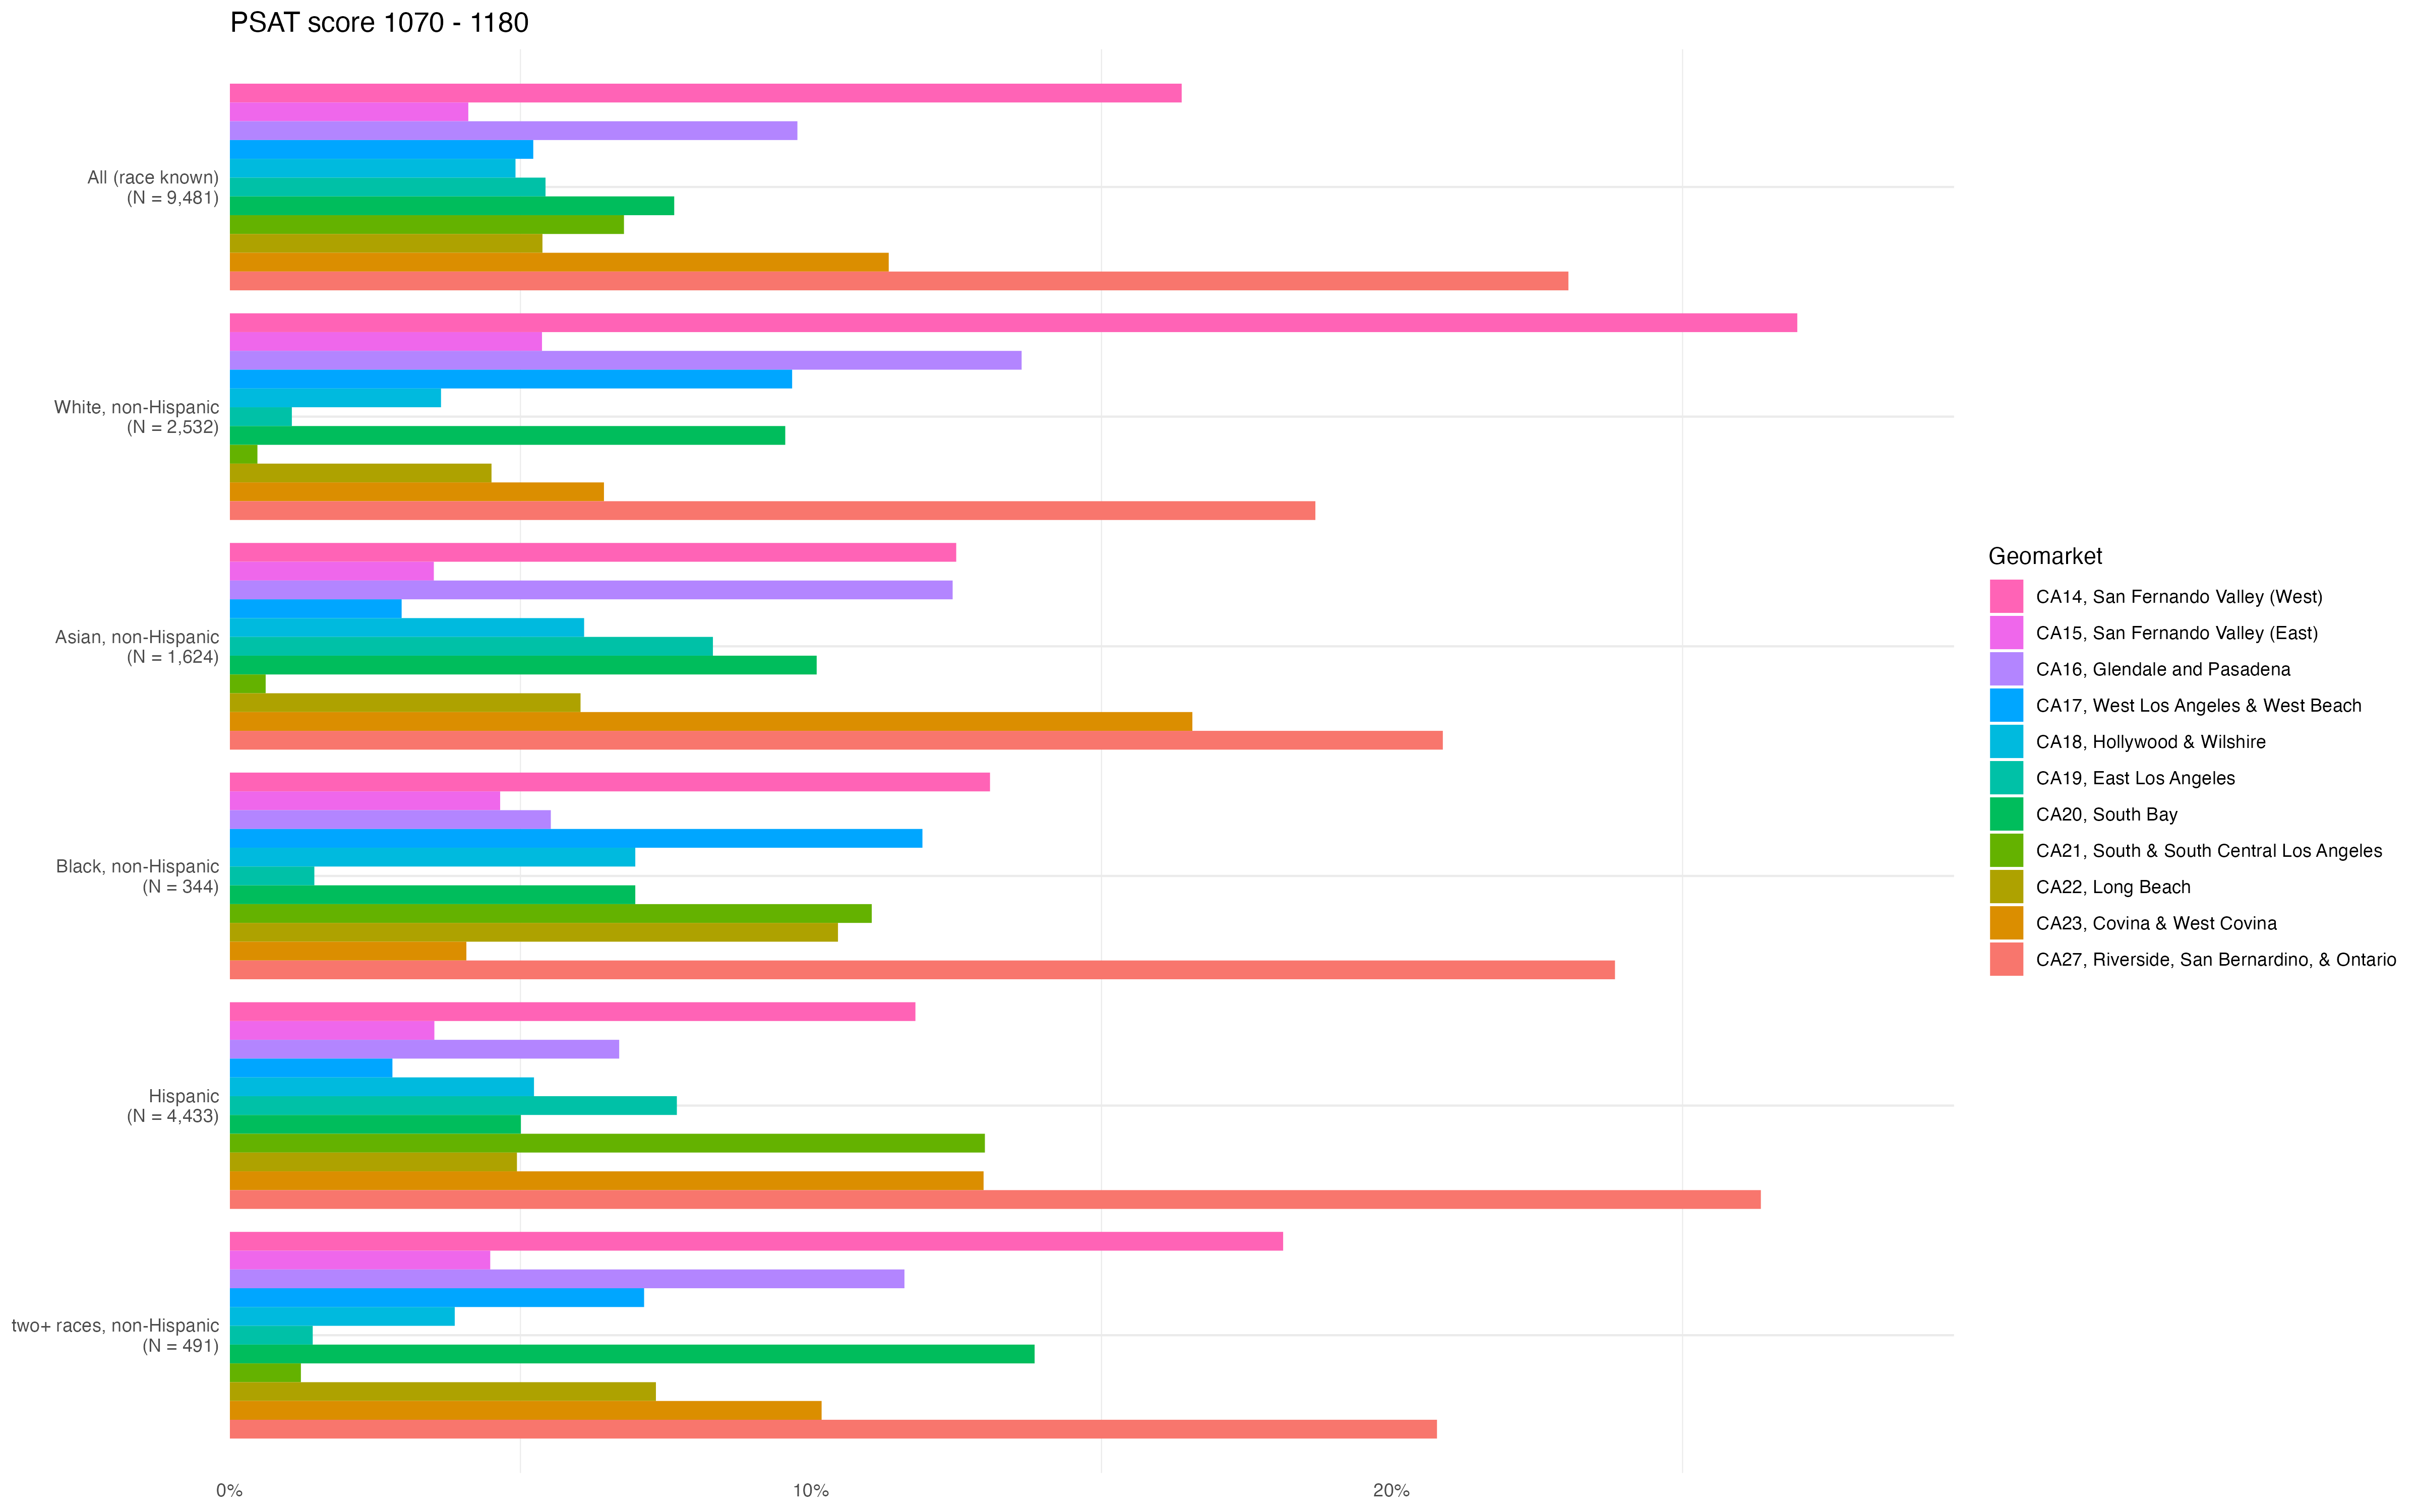 PSAT score 1070 - 1180
All (race known)
(N = 9,481)
White, non-Hispanic
(N = 2,532)
Asian, non-Hispanic
(N = 1,624)
Black, non-Hispanic
(N = 344)
Hispanic
(N = 4,433)
two+ races, non-Hispanic
(N = 491)
0%
10%
20%
Geomarket
CA14, San Fernando Valley (West)
CA15, San Fernando Valley (East)
CA16, Glendale and Pasadena
CA17, West Los Angeles & West Beach
CA18, Hollywood & Wilshire
CA19, East Los Angeles
CA20, South Bay
CA21, South & South Central Los Angeles
CA22, Long Beach
CA23, Covina & West Covina
CA27, Riverside, San Bernardino, & Ontario